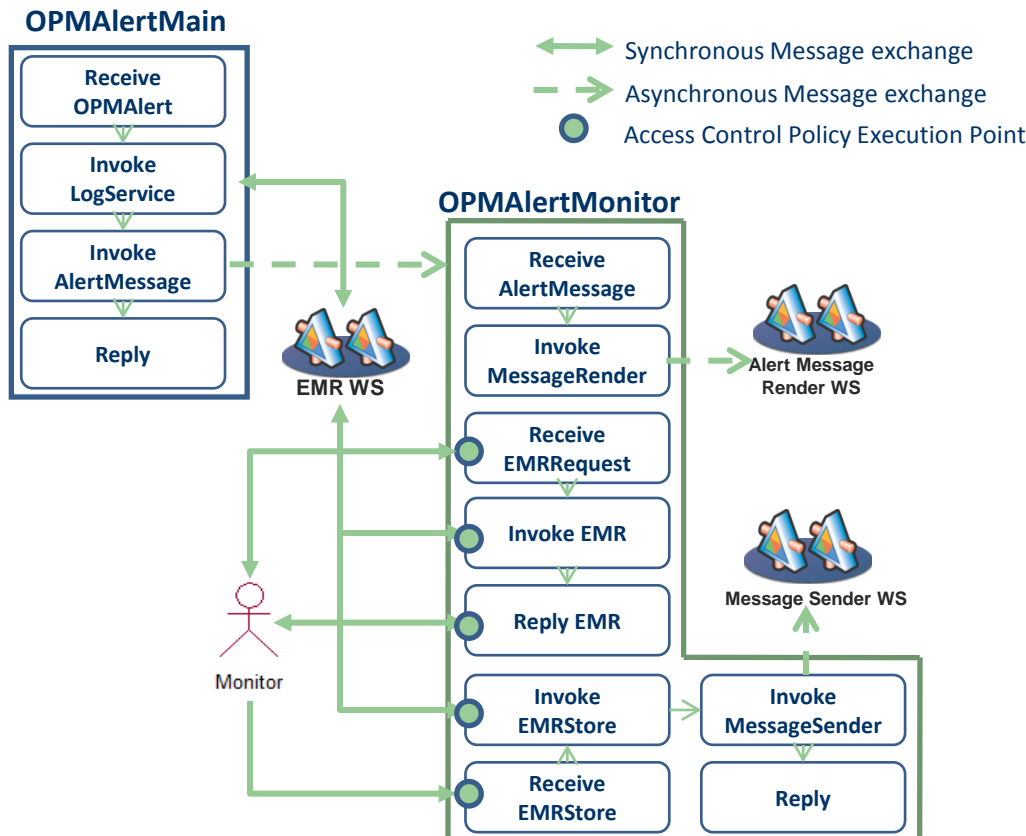 OPMAlertMain
Receive
OPMAlert
Invoke
LogService
Invoke
AlertMessage
Reply
Synchronous Message exchange
Asynchronous Message exchange
Access Control Policy Execution Point
OPMAlertMonitor
Receive
AlertMessage
Invoke
MessageRender
Receive
EMRRequest
Invoke EMR
Reply EMR
Invoke
EMRStore
Receive
EMRStore
Invoke
MessageSender
Reply
EMR WS
Alert Message
Render WS
Message Sender WS
Monitor